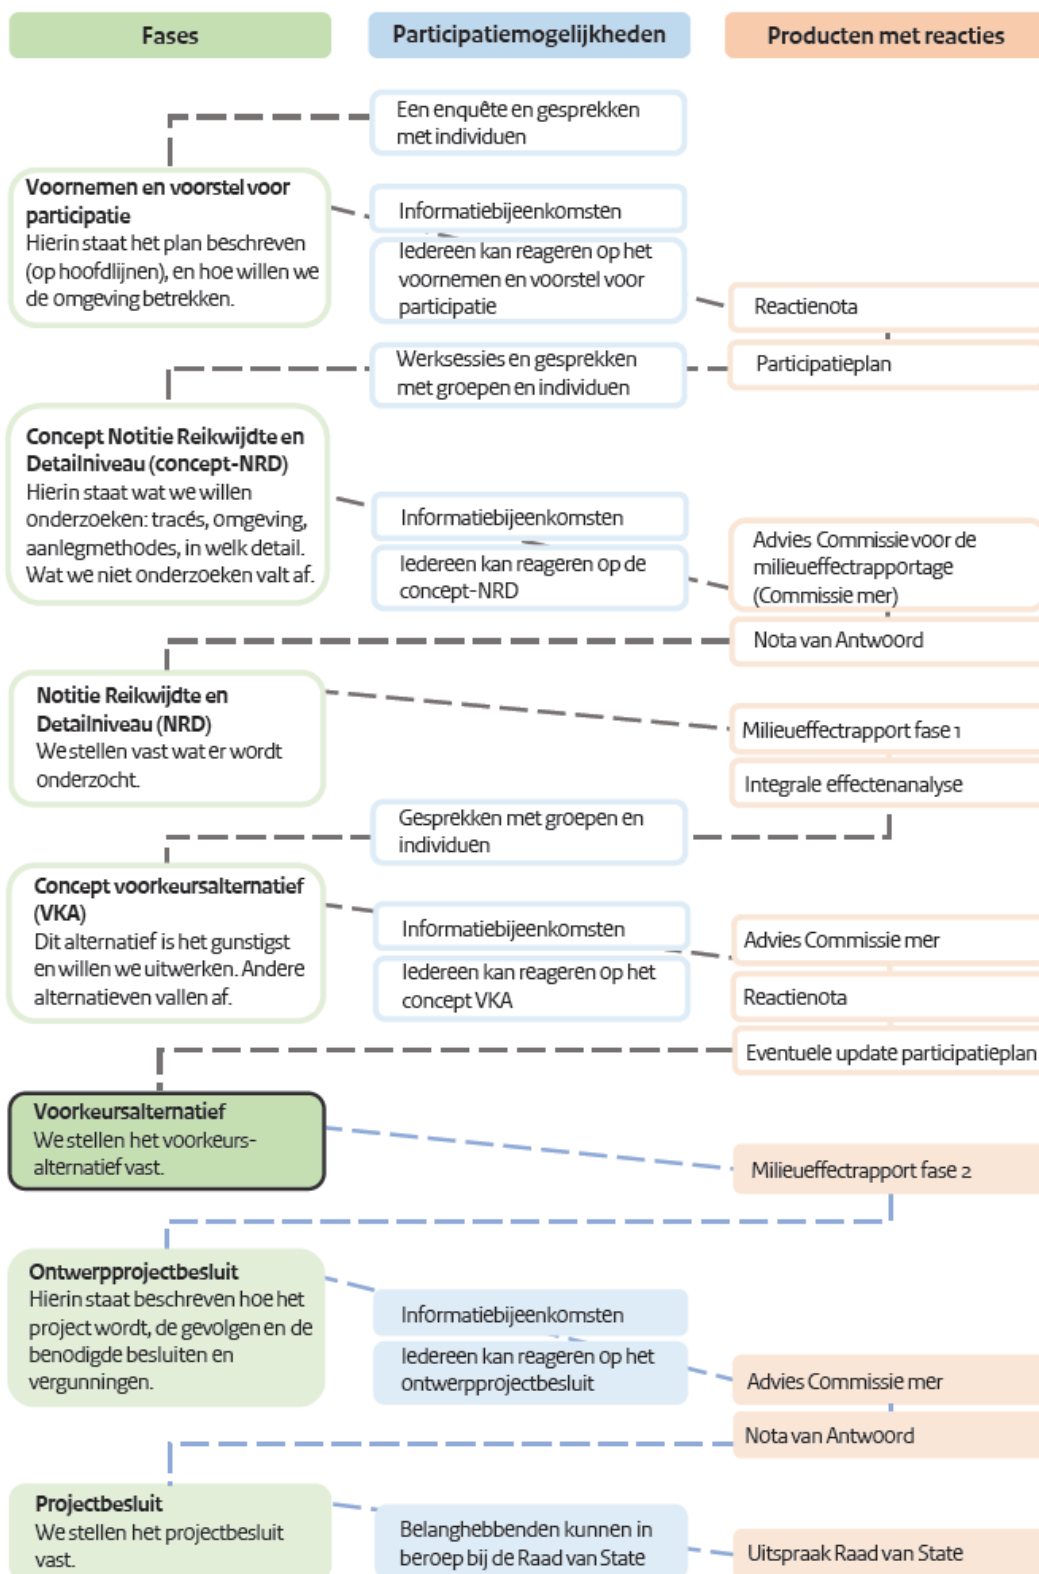 Fases
Participatiemogelijkheden
Producten met reacties
Een enquête en gesprekken
met individuen
Voornemen en voorstel voor
participatie
Hierin staat het plan beschreven
(op hoofdlijnen), en hoe willen we
de omgeving betrekken.
Informatiebijeenkomsten
Iedereen kan reageren op het
voornemen en voorstel voor
participatie
Reactienota
Participatieplan
Werksessies en gesprekken
met groepen en individuen
Concept Notitie Reikwijdte en
Detailniveau (concept-NRD)
Hierin staat wat we willen
onderzoeken: tracés, omgeving,
aanlegmethodes, in welk detail.
Wat we niet onderzoeken valt af.
Informatiebijeenkomsten
Iedereen kan reageren op de
concept-NRD
Advies Commissie voor de
milieueffectrapportage
(Commissie mer)
Nota van Antwoord
Notitie Reikwijdte en
Detailniveau (NRD)
We stellen vast wat er wordt
onderzocht.
Milieueffectrapport fase 1
Integrale effectenanalyse
Gesprekken met groepen en
individuen
Concept voorkeursalternatief
(VKA)
Dit alternatief is het gunstigst
en willen we uitwerken. Andere
alternatieven vallen af.
Informatiebijeenkomsten
Iedereen kan reageren op het
concept VKA
Advies Commissie mer
Reactienota
Eventuele update participatieplan
Voorkeursalternatief
We stellen het voorkeurs-
alternatief vast.
Milieueffectrapport fase 2
Ontwerpprojectbesluit
Hierin staat beschreven hoe het
project wordt, de gevolgen en de
benodigde besluiten en
vergunningen.
Informatiebijeenkomsten
Iedereen kan reageren op het
ontwerpprojectbesluit
Advies Commissie mer
Nota van Antwoord
Projectbesluit
We stellen het projectbesluit
vast.
Belanghebbenden kunnen in
beroep bij de Raad van State
Uitspraak Raad van State